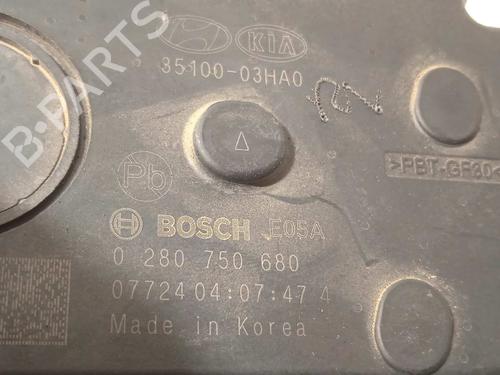 B-PARTS
KIA
35100-03HA0
>PBT-GF30<
Pb
BOSCH E05A
0 280 750 680
07724 04:07:47 4
Made in Korea